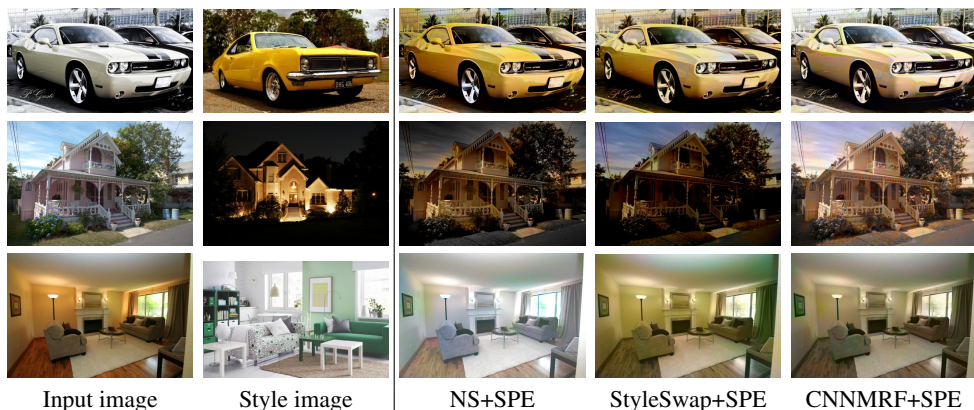 Input image
Style image
NS+SPE
StyleSwap+SPE
CNNMRF+SPE